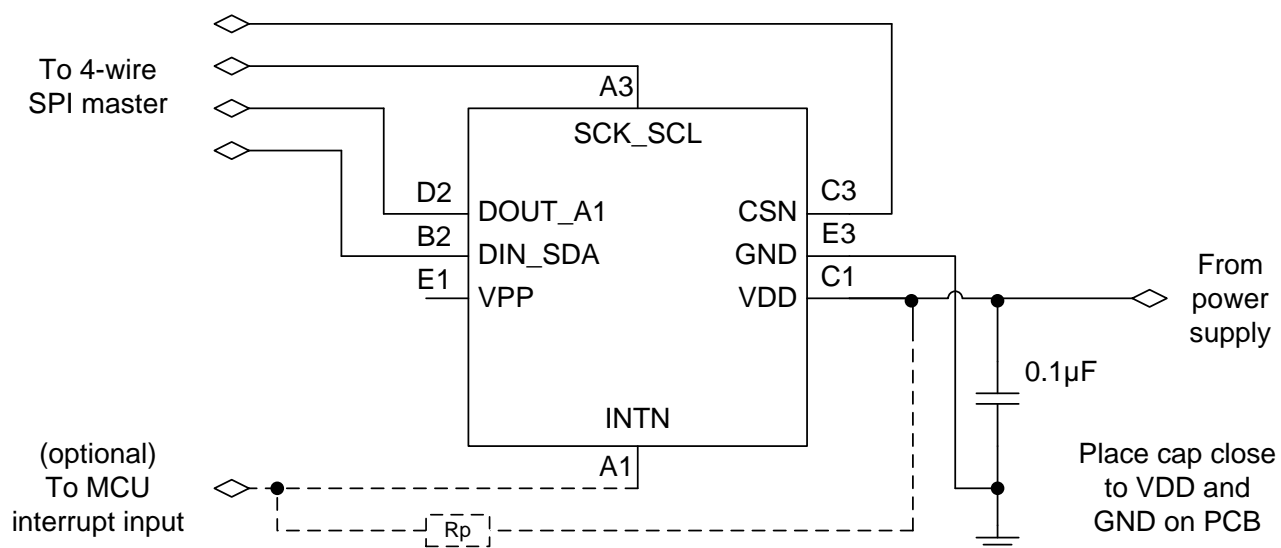 To 4-wire
SPI master
A3
SCK_SCL
D2
DOUT_A1
B2
DIN_SDA
E1
VPP
CSN
C3
GND
E3
VDD
C1
INTN
A1
From
power
supply
0.1µF
(optional)
To MCU
interrupt input
Rp
Place cap close
to VDD and
GND on PCB